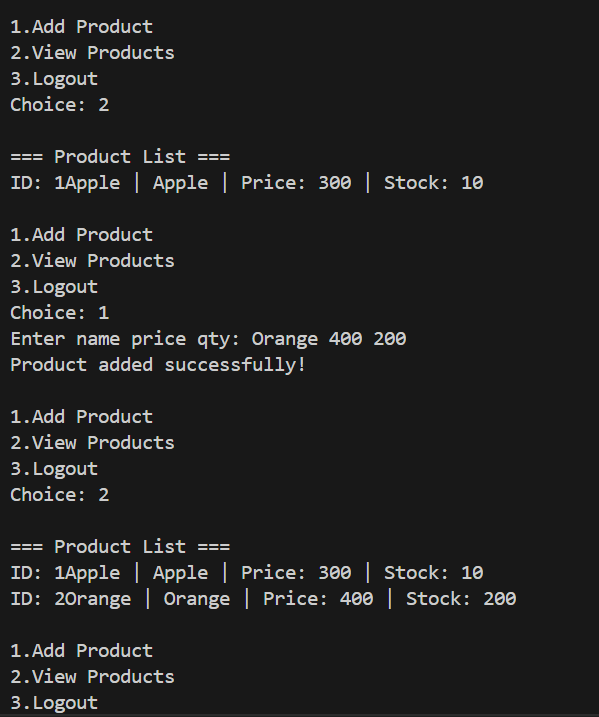 1.Add Product
2.View Products
3.Logout
Choice: 2
=== Product List ===
ID: 1Apple | Apple | Price: 300 | Stock: 10
1.Add Product
2.View Products
3.Logout
Choice: 1
Enter name price qty: Orange 400 200
Product added successfully!
1.Add Product
2.View Products
3.Logout
Choice: 2
=== Product List ===
ID: 1Apple | Apple | Price: 300 | Stock: 10
ID: 2Orange | Orange | Price: 400 | Stock: 200
1.Add Product
2.View Products
3.Logout